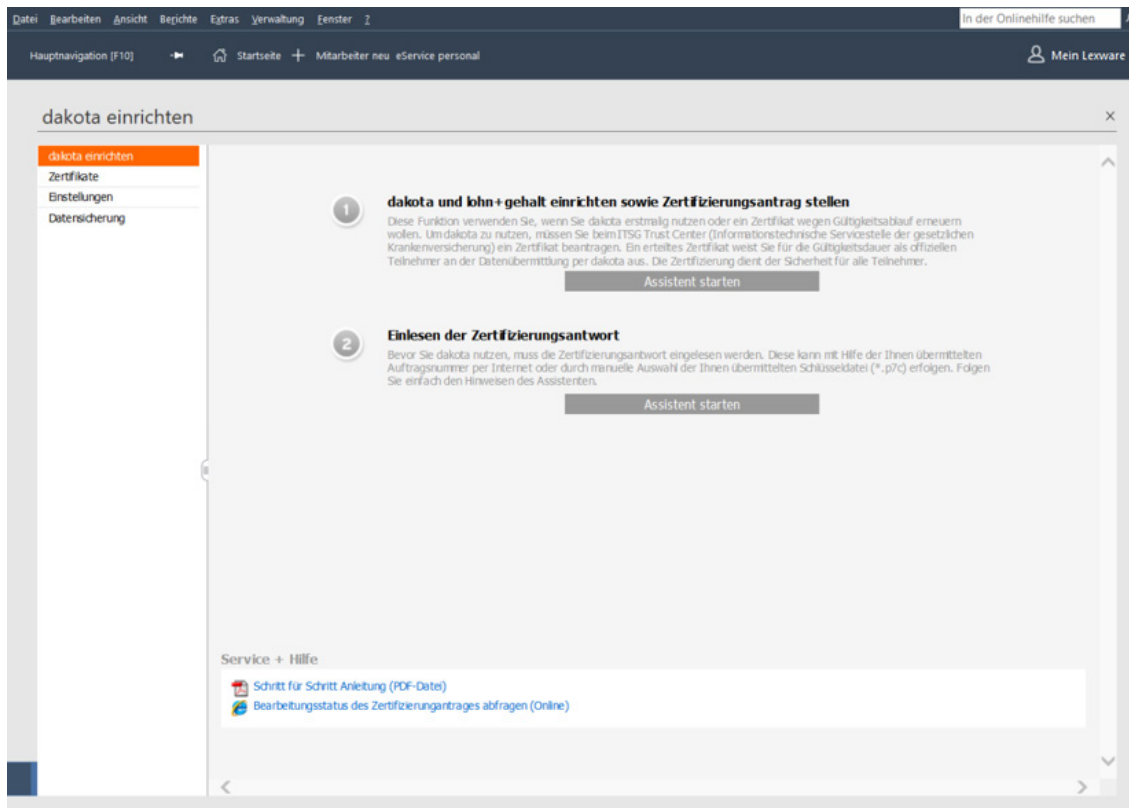 Datei Bearbeiten Ansicht Berichte Extras Verwaltung Fenster ?
In der Onlinehilfe suchen
Hauptnavigation [F10] Startseite Mitarbeiter neu eService personal
Mein Lexware
dakota einrichten
dakota einrichten
Zertifikate
Einstellungen
Datensicherung
1
dakota und lohn+gehalt einrichten sowie Zertifizierungsantrag stellen
Diese Funktion verwenden Sie, wenn Sie dakota erstmalig nutzen oder ein Zertifikat wegen Gültigkeitsablauf erneuern
wollen. Um dakota zu nutzen, müssen Sie beim ITSG Trust Center (Informationstechnische Servicestelle der gesetzlichen
Krankenversicherung) ein Zertifikat beantragen. Ein erteiltes Zertifikat weist Sie für die Gültigkeitsdauer als offiziellen
Teilnehmer an der Datenübermittlung per dakota aus. Die Zertifizierung dient der Sicherheit für alle Teilnehmer.
Assistent starten
2
Einlesen der Zertifizierungsantwort
Bevor Sie dakota nutzen, muss die Zertifizierungsantwort eingelesen werden. Diese kann mit Hilfe der Ihnen übermittelten
Auftragsnummer per Internet oder durch manuelle Auswahl der Ihnen übermittelten Schlüsseldatei (*.p7c) erfolgen. Folgen
Sie einfach den Hinweisen des Assistenten.
Assistent starten
Service + Hilfe
Schritt für Schritt Anleitung (PDF-Datei)
Bearbeitungsstatus des Zertifizierungantrages abfragen (Online)